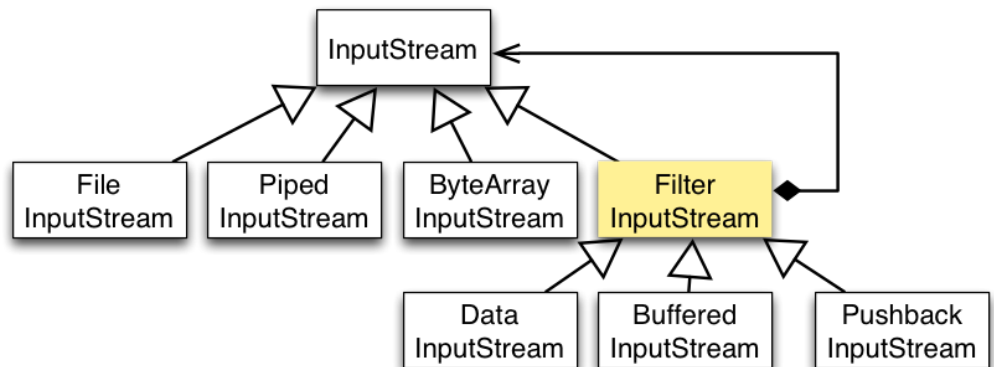 InputStream
File
InputStream
Piped
InputStream
ByteArray
InputStream
Filter
InputStream
Data
InputStream
Buffered
InputStream
Pushback
InputStream